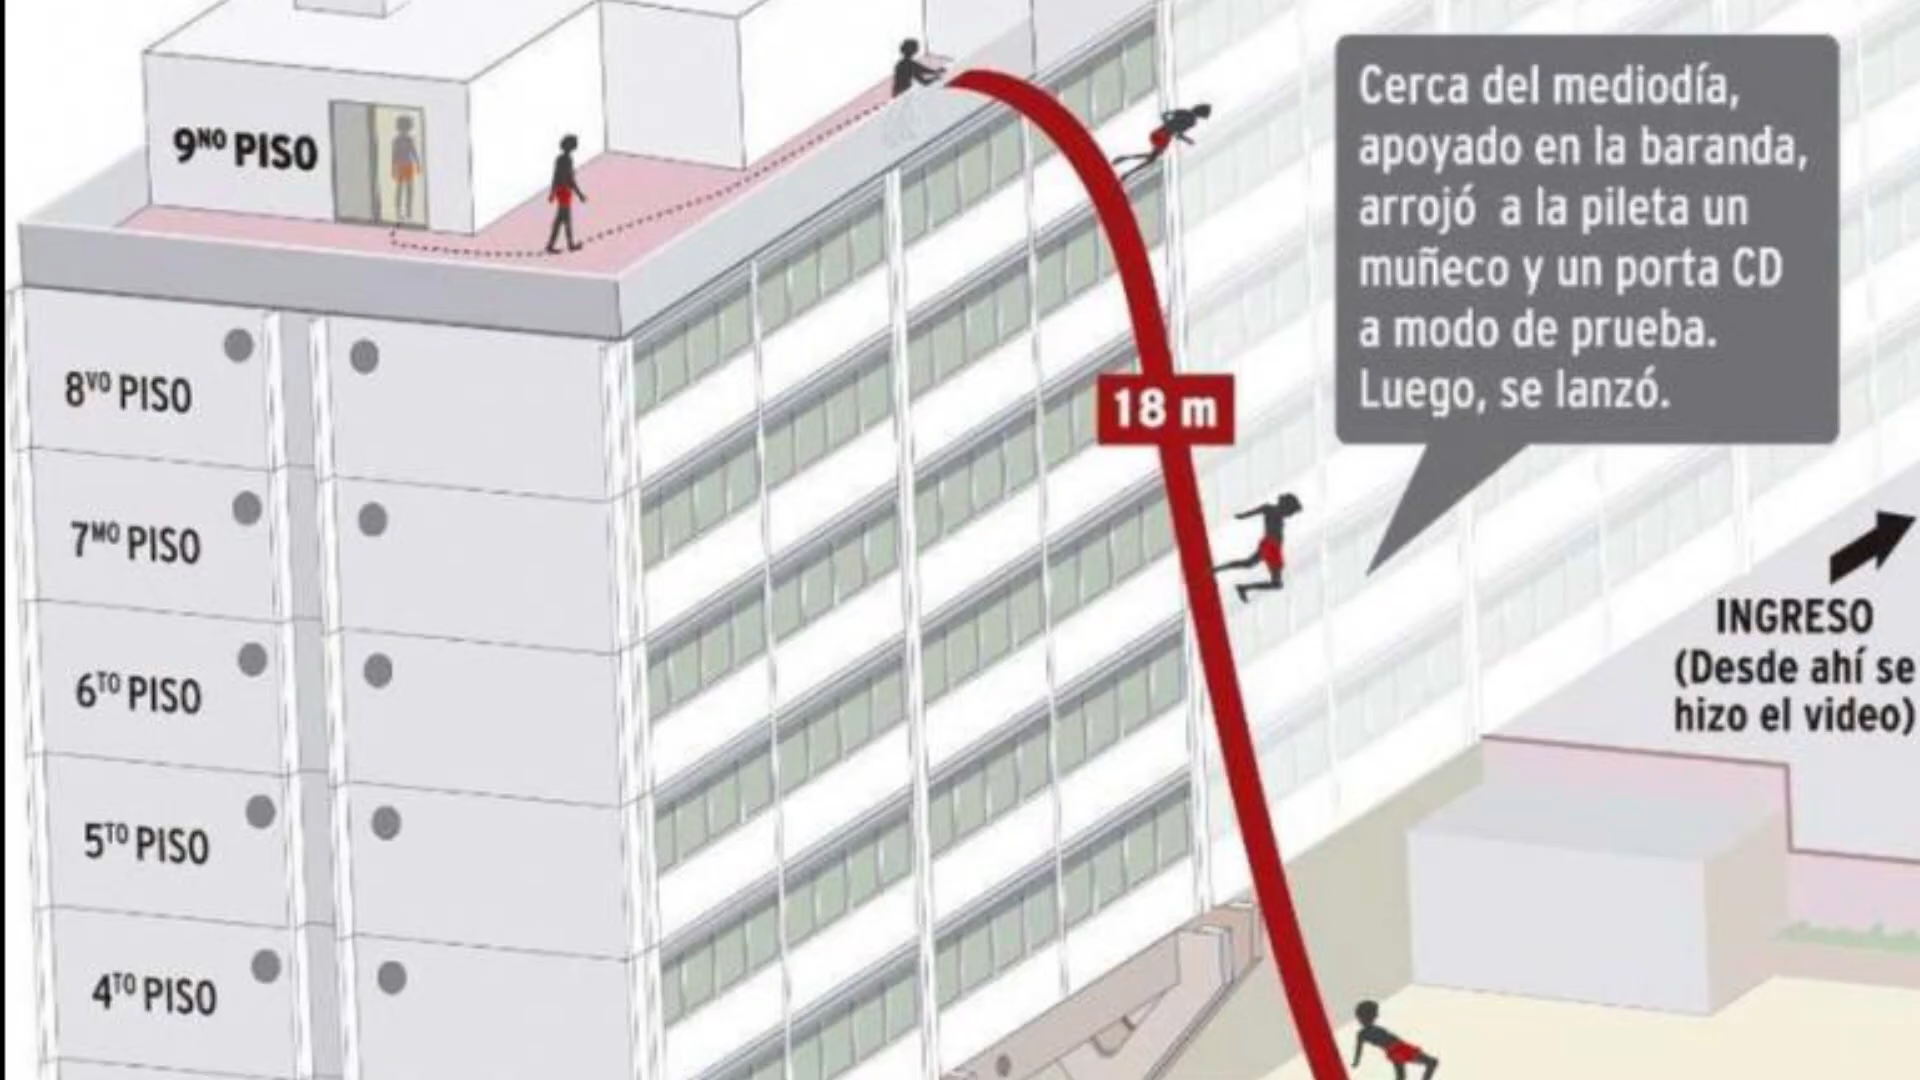 9NO PISO
Cerca del mediodía,
apoyado en la baranda,
arrojó a la pileta un
muñeco y un porta CD
a modo de prueba.
Luego, se lanzó.
8VO PISO
18 m
7MO PISO
INGRESO
(Desde ahí se
hizo el video)
6TO PISO
5TO PISO
4TO PISO